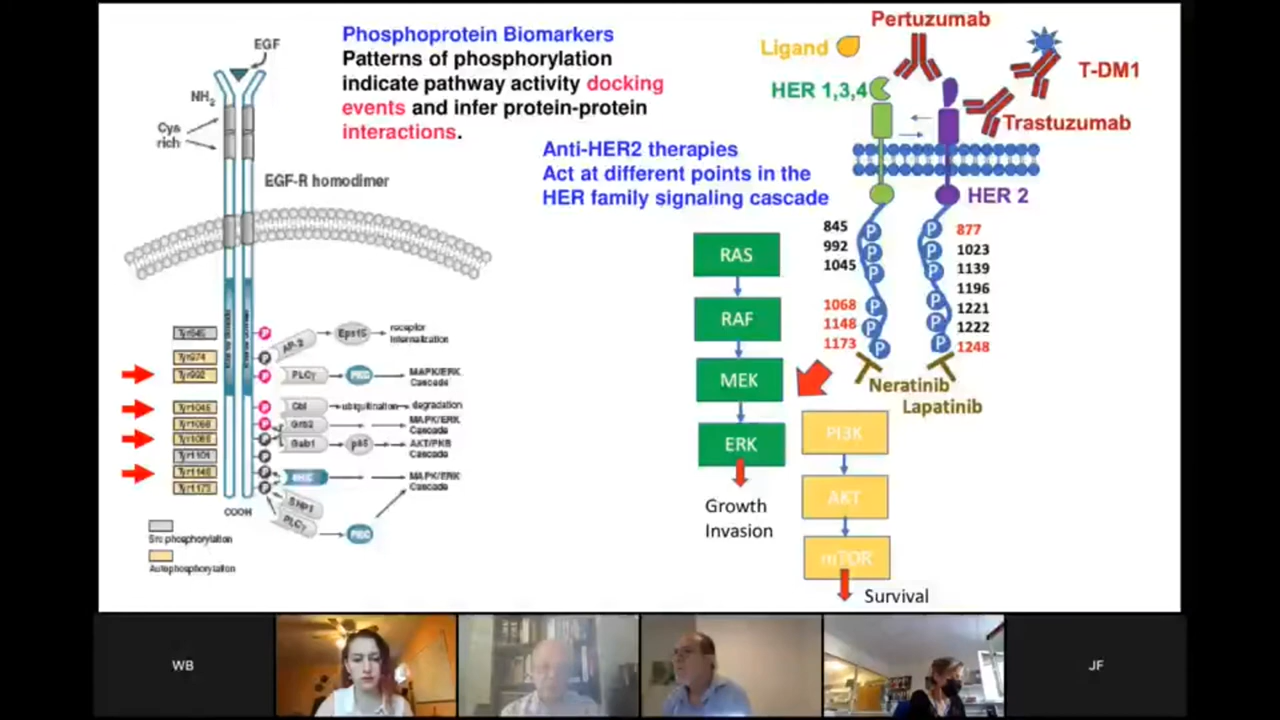 Phosphoprotein Biomarkers
Patterns of phosphorylation
indicate pathway activity docking
events and infer protein-protein
interactions.
Anti-HER2 therapies
Act at different points in the
HER family signaling cascade
EGF
NH2
Cys
rich
EGF-R homodimer
Tyr845
Tyr974
Tyr992
Tyr1045
Tyr1068
Tyr1086
Tyr1101
Tyr1148
Tyr1173
P
P
P
P
P
P
P
P
P
AP-2
Eps15
receptor
internalization
PLCγ
PKC
MAPK/ERK
Cascade
Cbl
ubiquitination
degradation
Grb2
MAPK/ERK
Cascade
Gab1
p85
AKT/PKB
Cascade
SHC
MAPK/ERK
Cascade
SHP1
PLCγ
PKC
COOH
Src phosphorylation
Autophosphorylation
Pertuzumab
Ligand
T-DM1
HER 1,3,4
Trastuzumab
HER 2
845
992
1045
1068
1148
1173
P
P
P
P
P
P
P
P
P
P
P
P
877
1023
1139
1196
1221
1222
1248
Neratinib
Lapatinib
RAS
RAF
MEK
ERK
Growth
Invasion
PI3K
AKT
mTOR
Survival
WB
JF